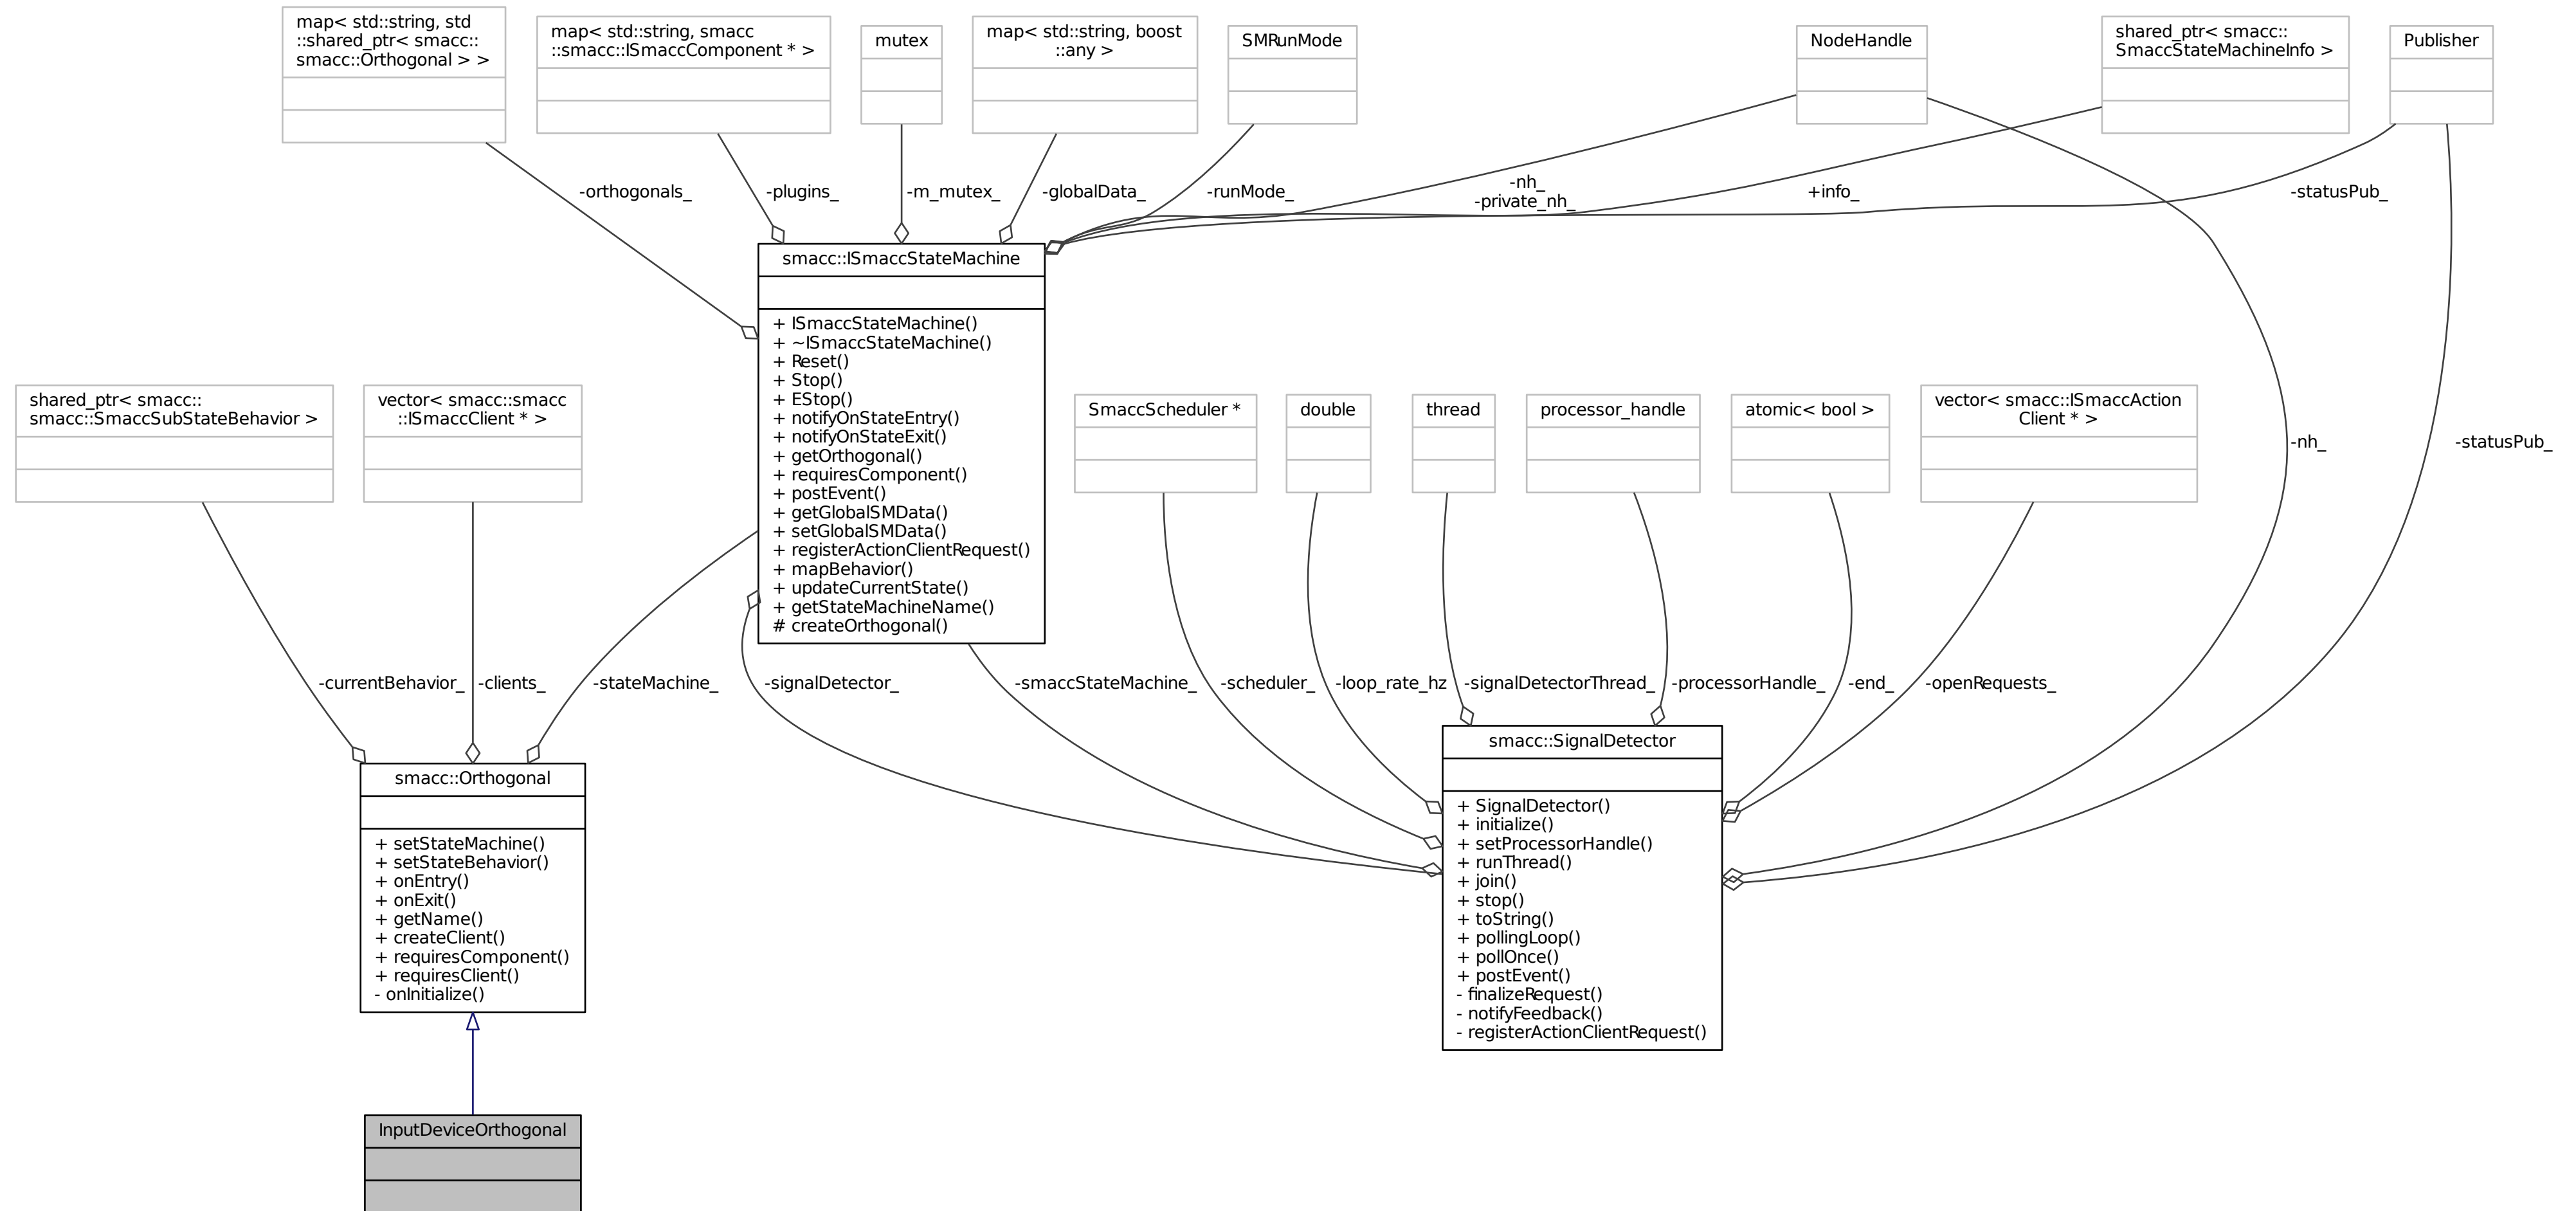 map< std::string, std
::shared_ptr< smacc::
smacc::Orthogonal > >
map< std::string, smacc
::smacc::ISmaccComponent * >
mutex
map< std::string, boost
::any >
SMRunMode
NodeHandle
shared_ptr< smacc::
SmaccStateMachineInfo >
Publisher
-orthogonals_
-plugins_
-m_mutex_
-globalData_
-runMode_
-nh_
-private_nh_
+info_
-statusPub_
smacc::ISmaccStateMachine
+ ISmaccStateMachine()
+ ~ISmaccStateMachine()
+ Reset()
+ Stop()
+ EStop()
+ notifyOnStateEntry()
+ notifyOnStateExit()
+ getOrthogonal()
+ requiresComponent()
+ postEvent()
+ getGlobalSMData()
+ setGlobalSMData()
+ registerActionClientRequest()
+ mapBehavior()
+ updateCurrentState()
+ getStateMachineName()
# createOrthogonal()
shared_ptr< smacc::
smacc::SmaccSubStateBehavior >
vector< smacc::smacc
::ISmaccClient * >
SmaccScheduler *
double
thread
processor_handle
atomic< bool >
vector< smacc::ISmaccAction
Client * >
-nh_
-statusPub_
-currentBehavior_
-clients_
-stateMachine_
-signalDetector_
-smaccStateMachine_
-scheduler_
-loop_rate_hz
-signalDetectorThread_
-processorHandle_
-end_
-openRequests_
smacc::Orthogonal
+ setStateMachine()
+ setStateBehavior()
+ onEntry()
+ onExit()
+ getName()
+ createClient()
+ requiresComponent()
+ requiresClient()
- onInitialize()
smacc::SignalDetector
+ SignalDetector()
+ initialize()
+ setProcessorHandle()
+ runThread()
+ join()
+ stop()
+ toString()
+ pollingLoop()
+ pollOnce()
+ postEvent()
- finalizeRequest()
- notifyFeedback()
- registerActionClientRequest()
InputDeviceOrthogonal